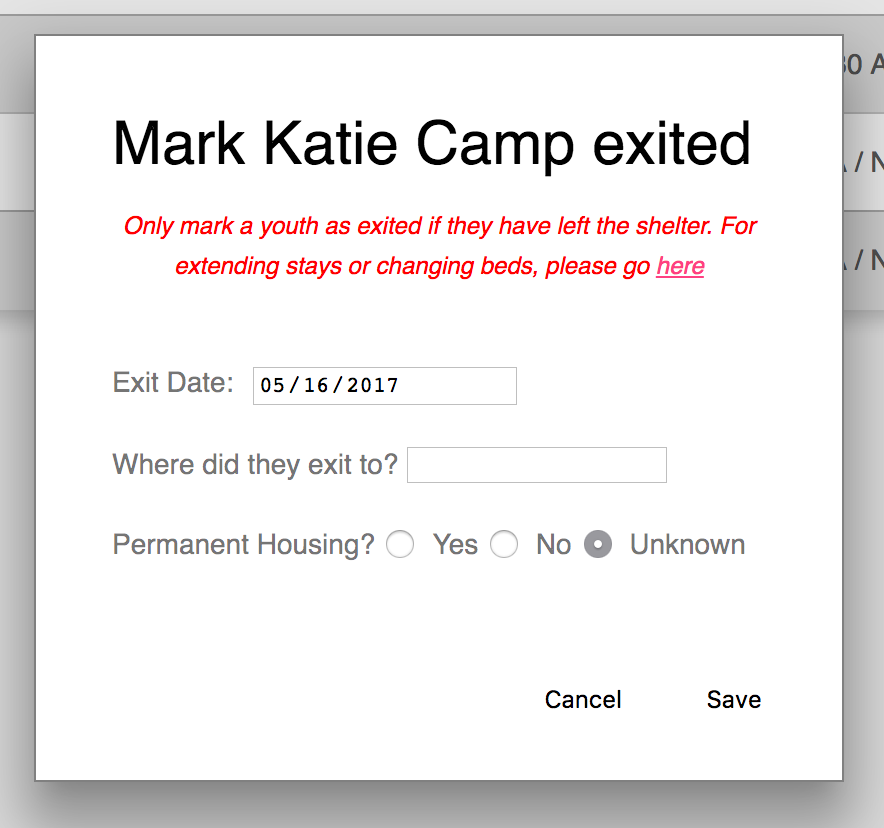 Mark Katie Camp exited
Only mark a youth as exited if they have left the shelter. For
extending stays or changing beds, please go here
Exit Date: 05/16/2017
Where did they exit to?
Permanent Housing? Yes No Unknown
Cancel Save